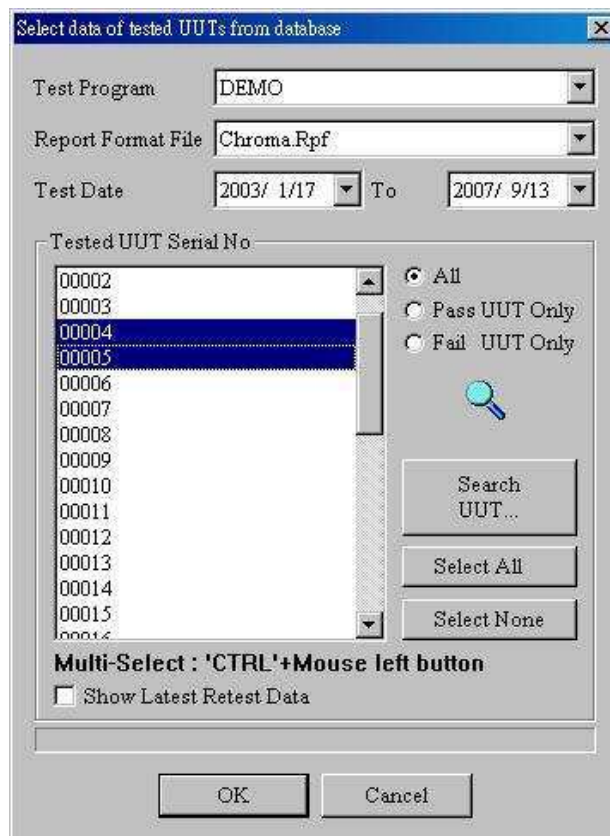 Select data of tested UUTs from database
Test Program DEMO
Report Format File Chroma.Rpf
Test Date 2003/ 1/17 To 2007/ 9/13
Tested UUT Serial No
00002
00003
00004
00005
00006
00007
00008
00009
00010
00011
00012
00013
00014
00015
00016
All
Pass UUT Only
Fail UUT Only
Search UUT...
Select All
Select None
Multi-Select : 'CTRL'+Mouse left button
Show Latest Retest Data
OK Cancel